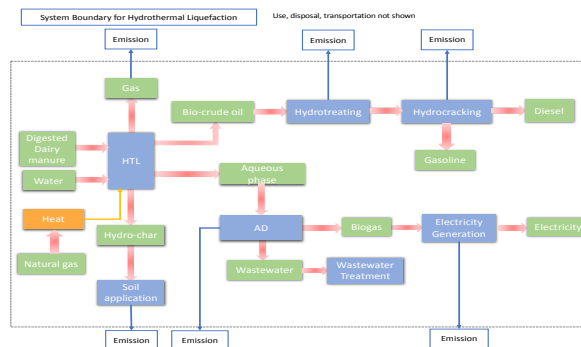 System Boundary for Hydrothermal Liquefaction
Use, disposal, transportation not shown
Emission
Emission
Emission
Gas
Bio-crude oil
Hydrotreating
Hydrocracking
Diesel
Digested
Dairy
manure
HTL
Gasoline
Water
Aqueous
phase
Heat
Hydro-char
AD
Biogas
Electricity
Generation
Electricity
Natural gas
Wastewater
Wastewater
Treatment
Soil
application
Emission
Emission
Emission